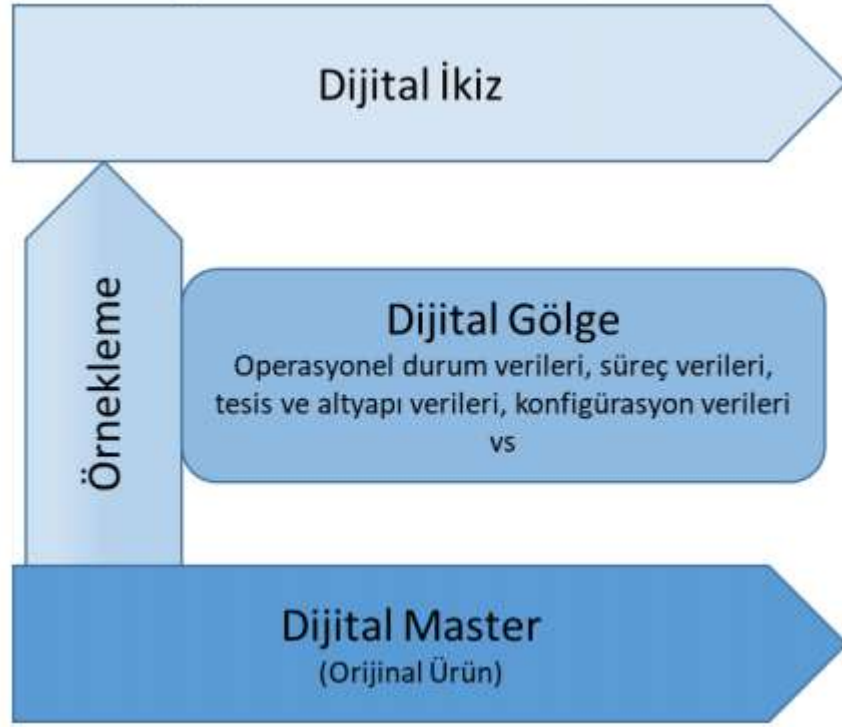 Dijital İkiz
Örnekleme
Dijital Gölge
Operasyonel durum verileri, süreç verileri,
tesis ve altyapı verileri, konfigürasyon verileri
vs
Dijital Master
(Orijinal Ürün)